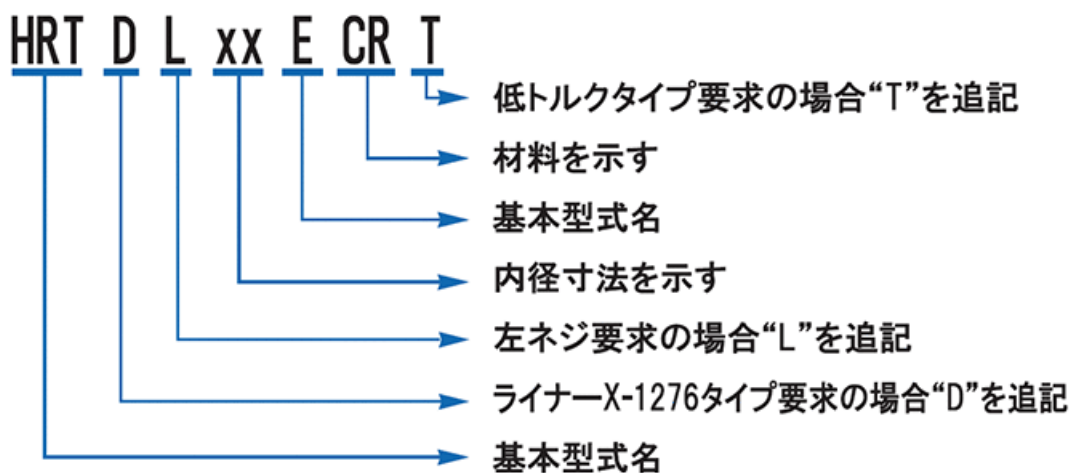 HRT D L xx E CR T
低トルクタイプ要求の場合“T”を追記
材料を示す
基本型式名
内径寸法を示す
左ネジ要求の場合“L”を追記
ライナーX-1276タイプ要求の場合“D”を追記
基本型式名